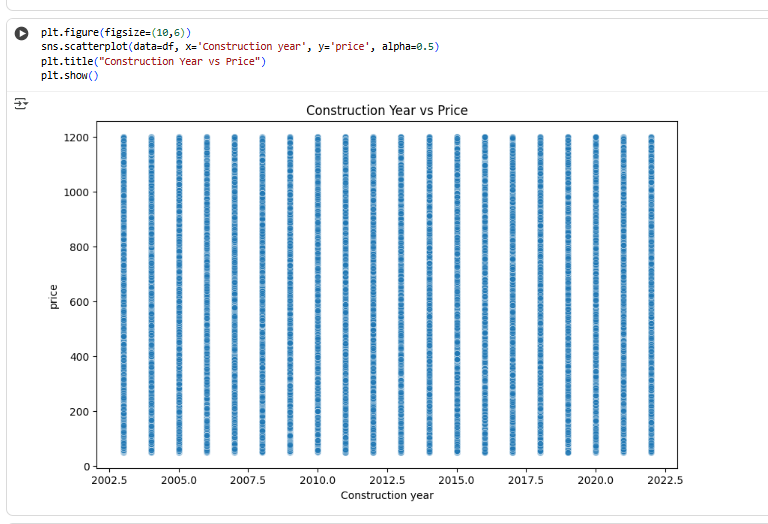 plt.figure(figsize=(10,6))
sns.scatterplot(data=df, x='Construction year', y='price', alpha=0.5)
plt.title("Construction Year vs Price")
plt.show()
Construction Year vs Price
1200
1000
800
600
400
200
0
price
2002.5 2005.0 2007.5 2010.0 2012.5 2015.0 2017.5 2020.0 2022.5
Construction year